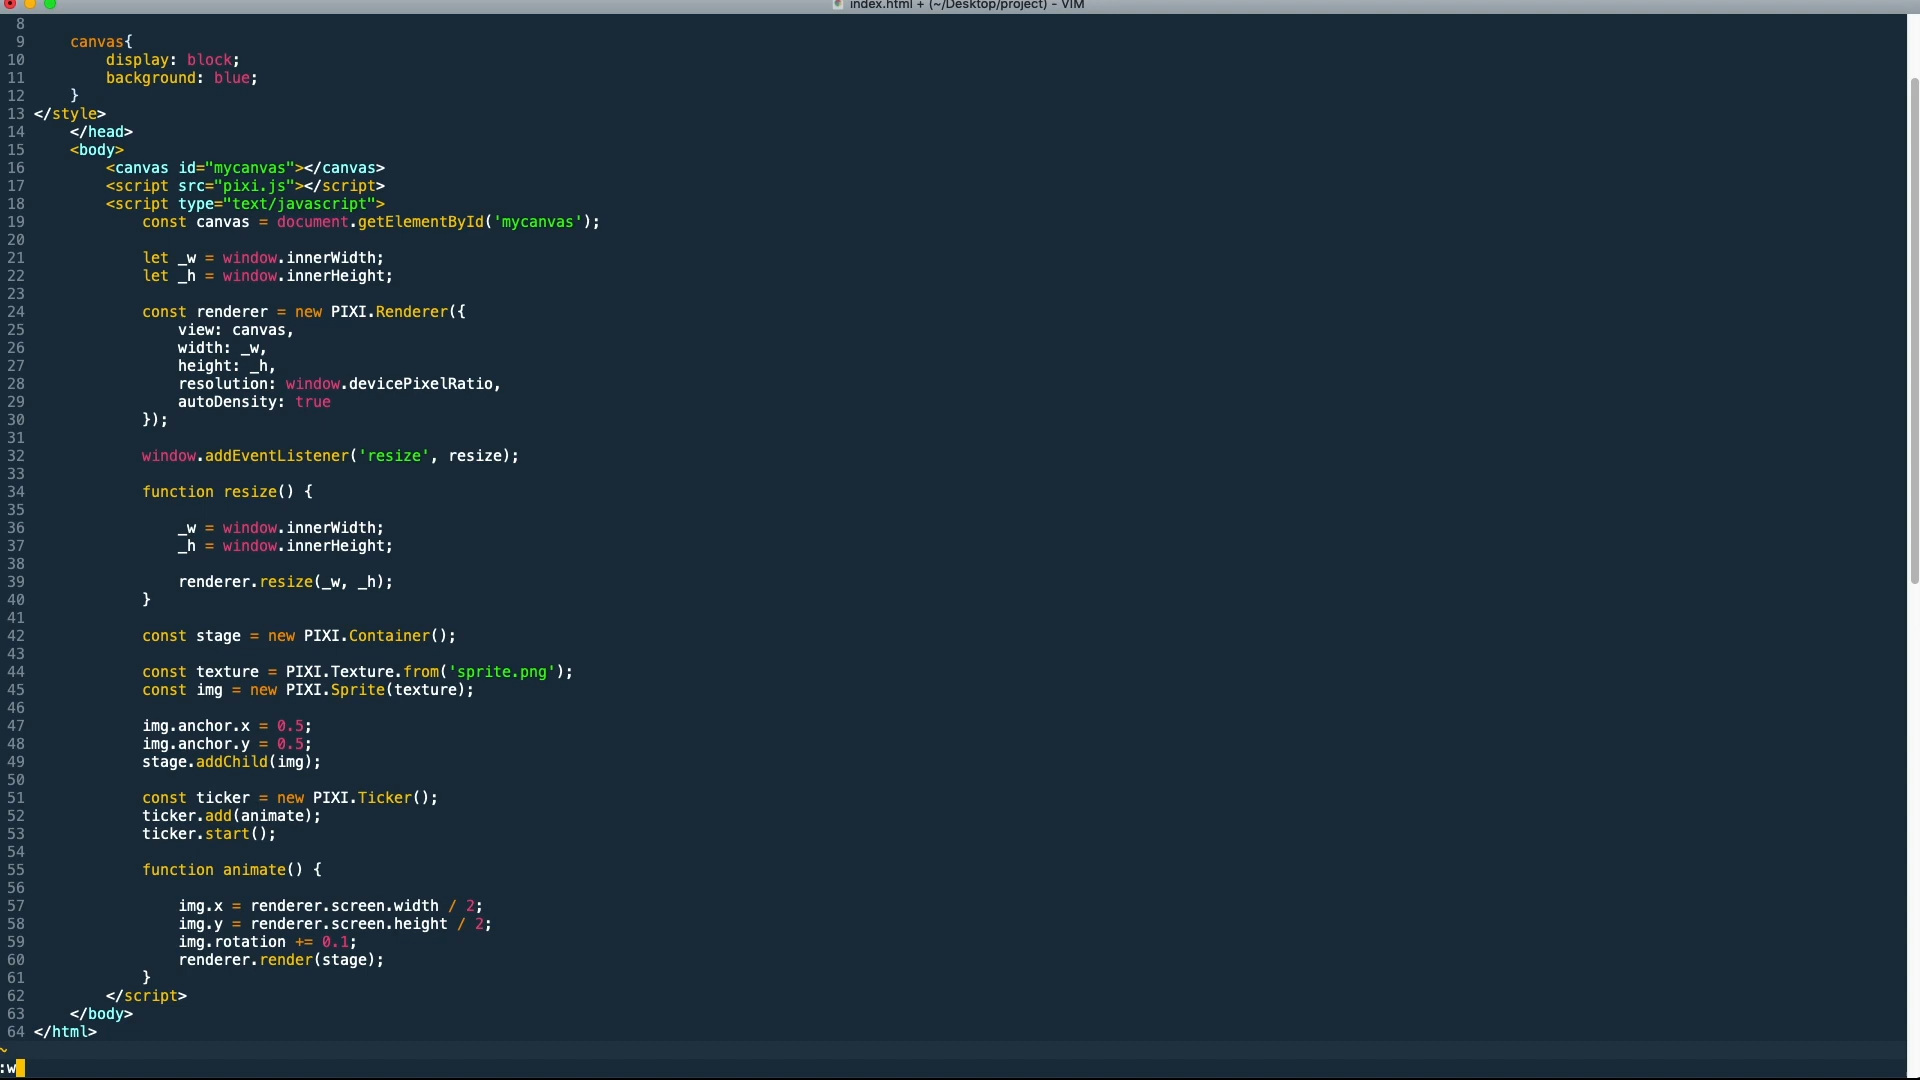 index.html + (~/Desktop/project) - VIM
8
9 canvas{
10 display: block;
11 background: blue;
12 }
13 </style>
14 </head>
15 <body>
16 <canvas id="mycanvas"></canvas>
17 <script src="pixi.js"></script>
18 <script type="text/javascript">
19 const canvas = document.getElementById('mycanvas');
20
21 let _w = window.innerWidth;
22 let _h = window.innerHeight;
23
24 const renderer = new PIXI.Renderer({
25 view: canvas,
26 width: _w,
27 height: _h,
28 resolution: window.devicePixelRatio,
29 autoDensity: true
30 });
31
32 window.addEventListener('resize', resize);
33
34 function resize() {
35
36 _w = window.innerWidth;
37 _h = window.innerHeight;
38
39 renderer.resize(_w, _h);
40 }
41
42 const stage = new PIXI.Container();
43
44 const texture = PIXI.Texture.from('sprite.png');
45 const img = new PIXI.Sprite(texture);
46
47 img.anchor.x = 0.5;
48 img.anchor.y = 0.5;
49 stage.addChild(img);
50
51 const ticker = new PIXI.Ticker();
52 ticker.add(animate);
53 ticker.start();
54
55 function animate() {
56
57 img.x = renderer.screen.width / 2;
58 img.y = renderer.screen.height / 2;
59 img.rotation += 0.1;
60 renderer.render(stage);
61 }
62 </script>
63 </body>
64 </html>
~
:w